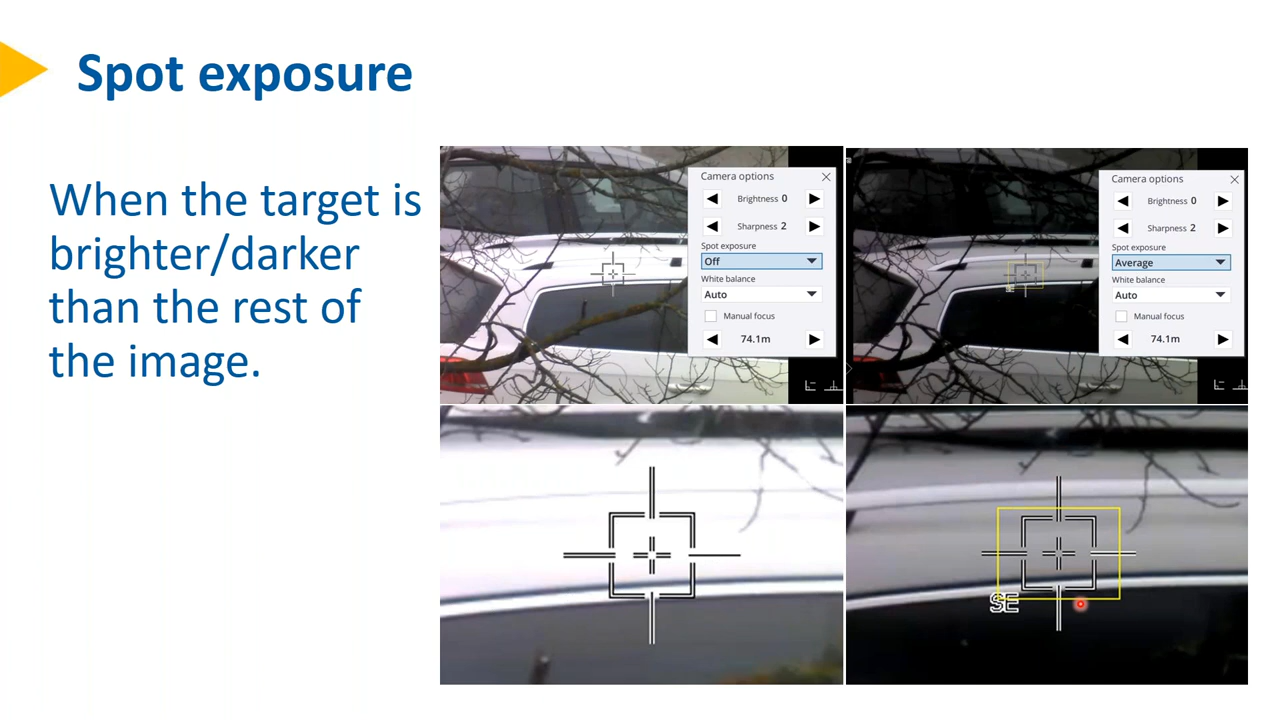 Spot exposure
When the target is
brighter/darker
than the rest of
the image.
Camera options
Brightness 0
Sharpness 2
Spot exposure
Off
White balance
Auto
Manual focus
74.1m
Camera options
Brightness 0
Sharpness 2
Spot exposure
Average
White balance
Auto
Manual focus
74.1m
SE